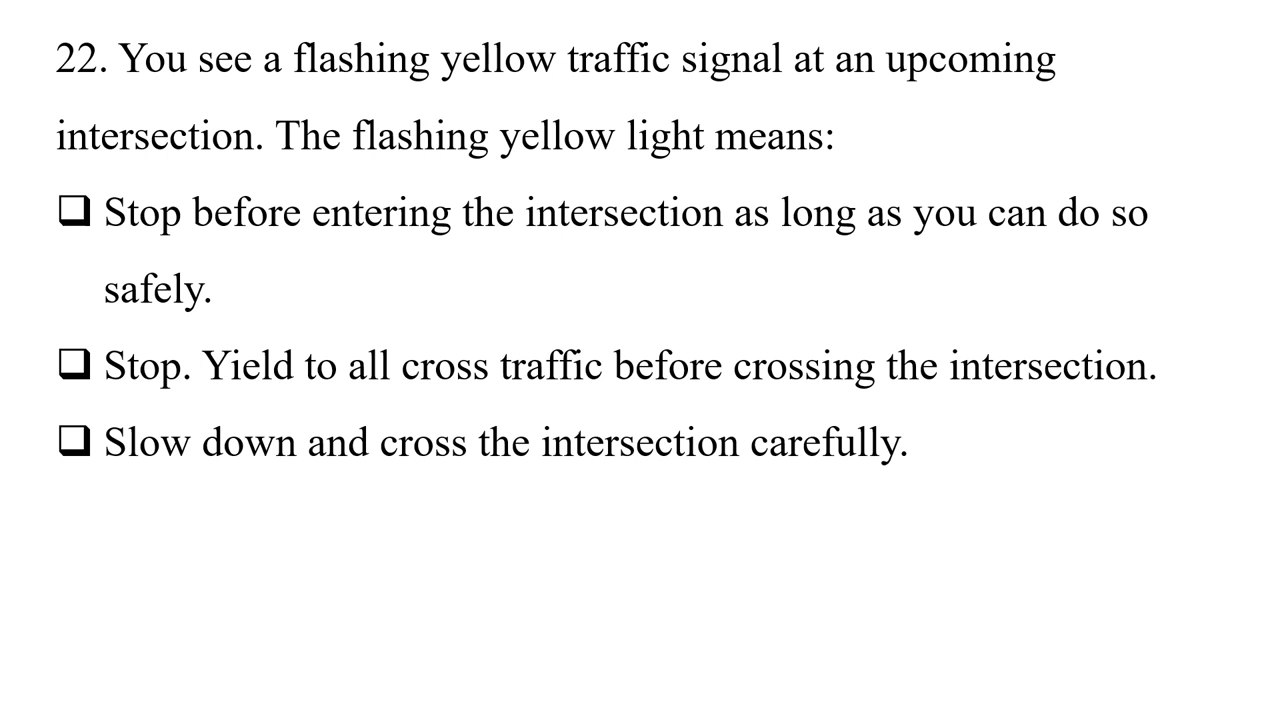 22. You see a flashing yellow traffic signal at an upcoming
intersection. The flashing yellow light means:
❑ Stop before entering the intersection as long as you can do so
safely.
❑ Stop. Yield to all cross traffic before crossing the intersection.
❑ Slow down and cross the intersection carefully.